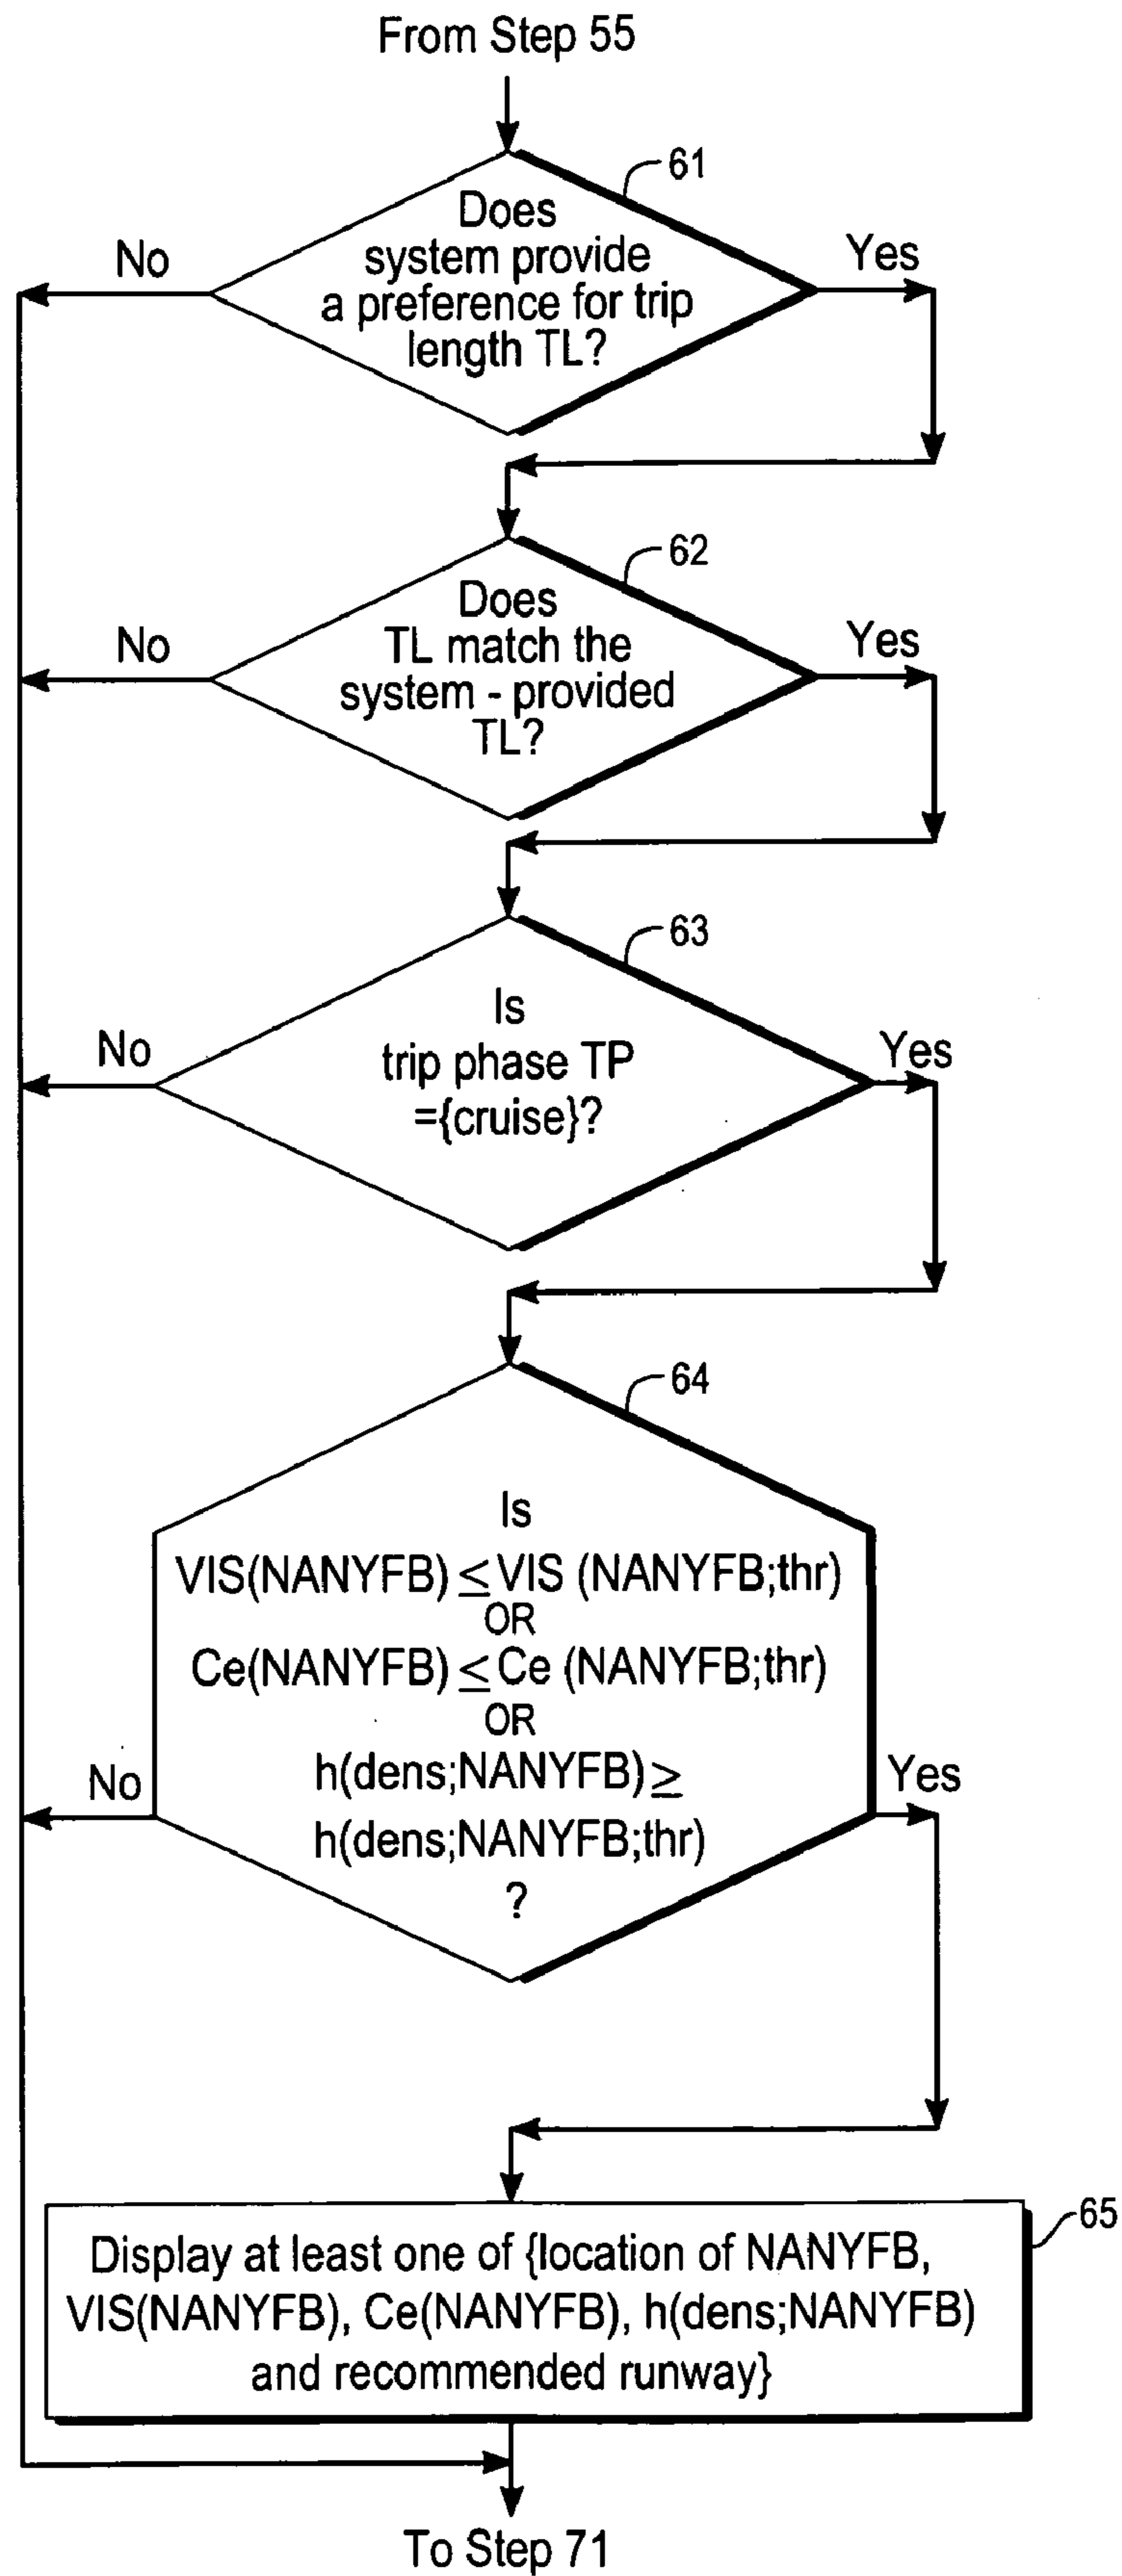 From Step 55
61
Does
system provide
a preference for trip
length TL?
No
Yes
62
Does
TL match the
system - provided
TL?
No
Yes
63
Is
trip phase TP
={cruise}?
No
Yes
64
Is
VIS(NANYFB) ≤ VIS (NANYFB;thr)
OR
Ce(NANYFB) ≤ Ce (NANYFB;thr)
OR
h(dens;NANYFB) ≥
h(dens;NANYFB;thr)
?
No
Yes
65
Display at least one of {location of NANYFB,
VIS(NANYFB), Ce(NANYFB), h(dens;NANYFB)
and recommended runway}
To Step 71